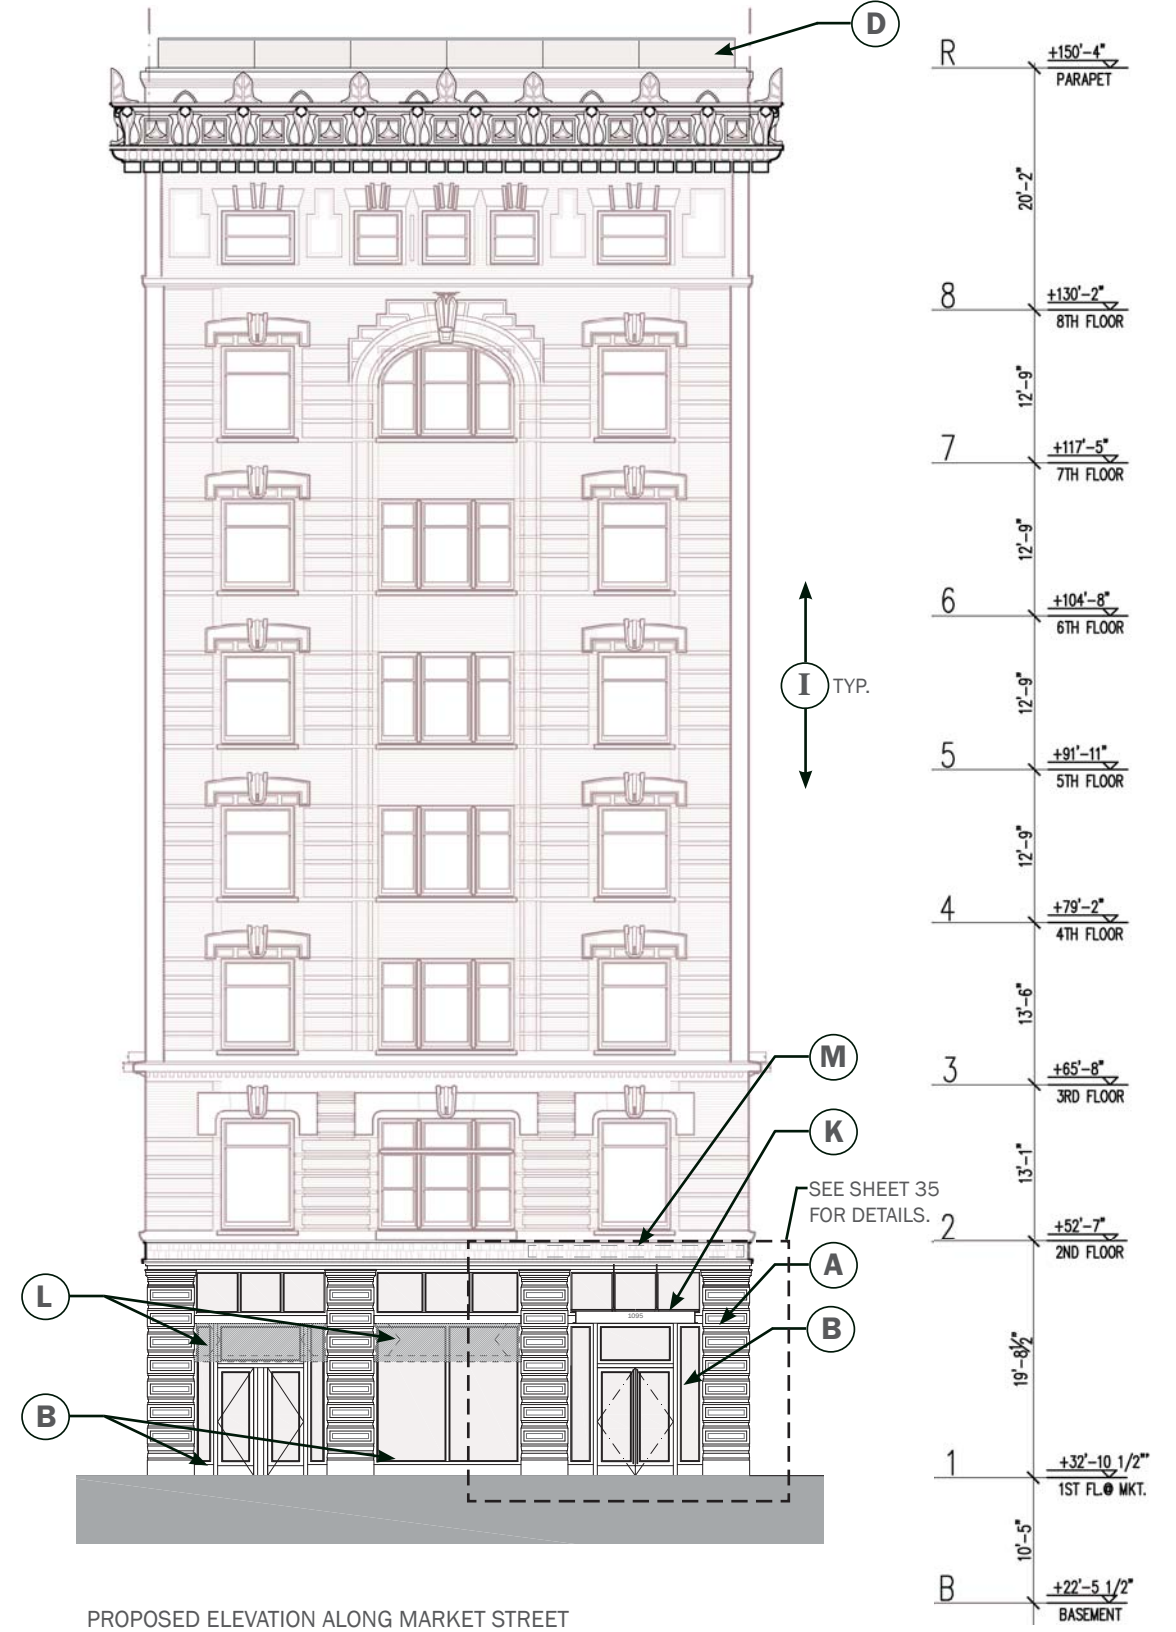 D
R
+150'-4"
PARAPET
20'-2"
8
+130'-2"
8TH FLOOR
12'-9"
7
+117'-5"
7TH FLOOR
12'-9"
6
+104'-8"
6TH FLOOR
I TYP.
12'-9"
5
+91'-11"
5TH FLOOR
12'-9"
4
+79'-2"
4TH FLOOR
13'-6"
M
3
+65'-8"
3RD FLOOR
K
13'-1"
SEE SHEET 35
FOR DETAILS.
2
+52'-7"
2ND FLOOR
A
L
1095
B
19'-8½"
B
1
+32'-10 1/2"'
1ST FL.@ MKT.
10'-5"
B
+22'-5 1/2"
BASEMENT
PROPOSED ELEVATION ALONG MARKET STREET